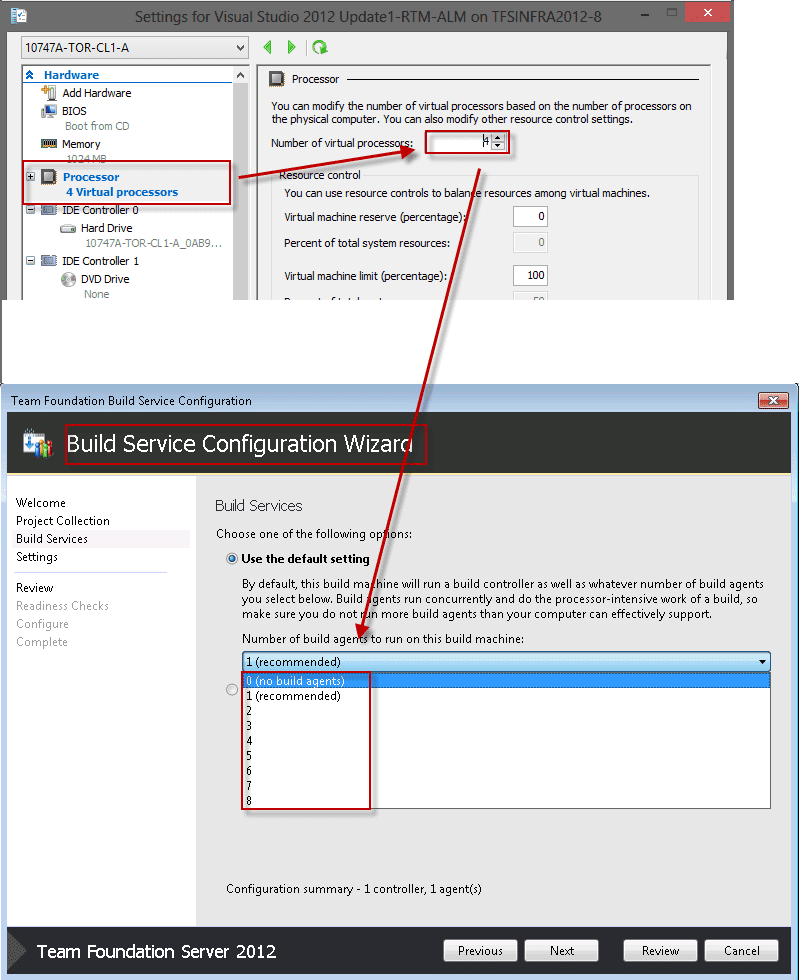 Settings for Visual Studio 2012 Update1-RTM-ALM on TFSINFRA2012-8
10747A-TOR-CL1-A
Hardware
Add Hardware
BIOS
Boot from CD
Memory
1024 MB
Processor
4 Virtual processors
IDE Controller 0
Hard Drive
10747A-TOR-CL1-A_0AB9...
IDE Controller 1
DVD Drive
None
Processor
You can modify the number of virtual processors based on the number of processors on
the physical computer. You can also modify other resource control settings.
Number of virtual processors: 4
Resource control
You can use resource controls to balance resources among virtual machines.
Virtual machine reserve (percentage): 0
Percent of total system resources: 0
Virtual machine limit (percentage): 100
Team Foundation Build Service Configuration
Build Service Configuration Wizard
Welcome
Project Collection
Build Services
Settings
Review
Readiness Checks
Configure
Complete
Build Services
Choose one of the following options:
Use the default setting
By default, this build machine will run a build controller as well as whatever number of build agents
you select below. Build agents run concurrently and do the processor-intensive work of a build, so
make sure you do not run more build agents than your computer can effectively support.
Number of build agents to run on this build machine:
1 (recommended)
0 (no build agents)
1 (recommended)
2
3
4
5
6
7
8
Configuration summary - 1 controller, 1 agent(s)
Team Foundation Server 2012
Previous
Next
Review
Cancel